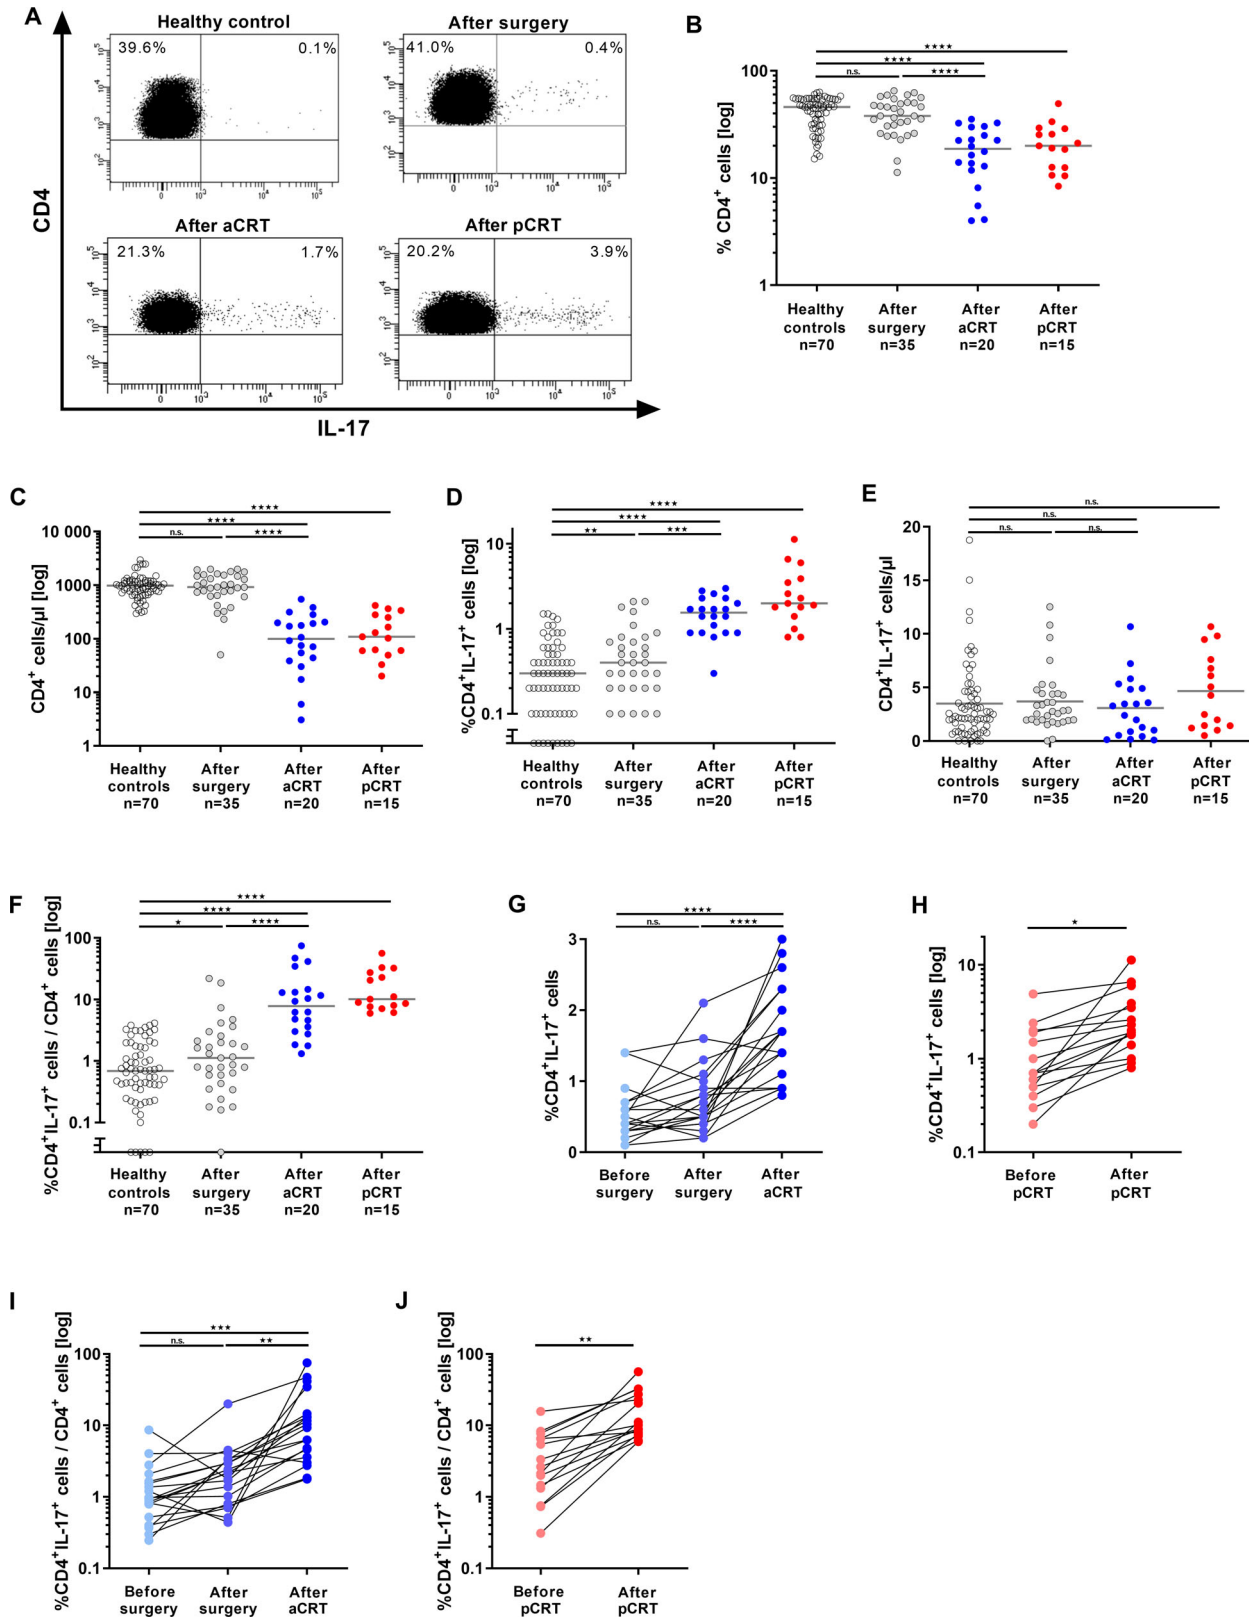 A
Healthy control
39.6%
0.1%
After surgery
41.0%
0.4%
After aCRT
21.3%
1.7%
After pCRT
20.2%
3.9%
CD4
IL-17
B
% CD4+ cells [log]
100
10
1
★★★★
★★★★
n.s.
★★★★
Healthy controls n=70
After surgery n=35
After aCRT n=20
After pCRT n=15
C
CD4+ cells/µl [log]
10 000
1000
100
10
1
★★★★
★★★★
n.s.
★★★★
Healthy controls n=70
After surgery n=35
After aCRT n=20
After pCRT n=15
D
%CD4+IL-17+ cells [log]
10
1
0.1
★★★★
★★★★
★★
★★★
Healthy controls n=70
After surgery n=35
After aCRT n=20
After pCRT n=15
E
CD4+IL-17+ cells/µl
20
15
10
5
0
n.s.
n.s.
n.s.
n.s.
Healthy controls n=70
After surgery n=35
After aCRT n=20
After pCRT n=15
F
%CD4+IL-17+ cells / CD4+ cells [log]
100
10
1
0.1
★★★★
★★★★
★
★★★★
Healthy controls n=70
After surgery n=35
After aCRT n=20
After pCRT n=15
G
%CD4+IL-17+ cells
3
2
1
0
★★★★
n.s.
★★★★
Before surgery
After surgery
After aCRT
H
%CD4+IL-17+ cells [log]
10
1
0.1
★
Before pCRT
After pCRT
I
%CD4+IL-17+ cells / CD4+ cells [log]
100
10
1
0.1
★★★
n.s.
★★
Before surgery
After surgery
After aCRT
J
%CD4+IL-17+ cells / CD4+ cells [log]
100
10
1
0.1
★★
Before pCRT
After pCRT